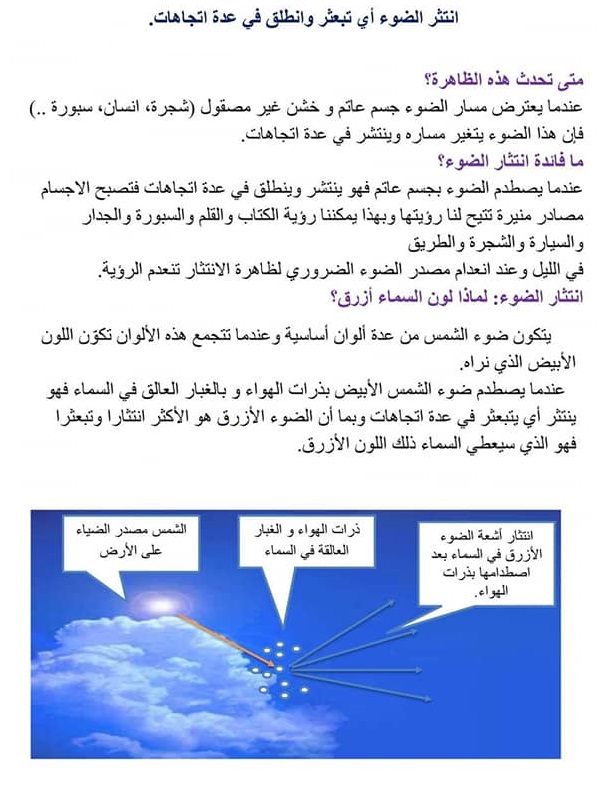 انتثر الضوء أي تبعثر وانطلق في عدة اتجاهات.
متى تحدث هذه الظاهرة؟
عندما يعترض مسار الضوء جسم عاتم و خشن غير مصقول (شجرة، انسان، سبورة ..)
فإن هذا الضوء يتغير مساره وينتشر في عدة اتجاهات.
ما فائدة انتثار الضوء؟
عندما يصطدم الضوء بجسم عاتم فهو ينتثر وينطلق في عدة اتجاهات فتصبح الاجسام
مصادر منيرة تتيح لنا رؤيتها وبهذا يمكننا رؤية الكتاب والقلم والسبورة والجدار
والسيارة والشجرة والطريق
في الليل وعند انعدام مصدر الضوء الضروري لظاهرة الانتثار تنعدم الرؤية.
انتثار الضوء: لماذا لون السماء أزرق؟
يتكون ضوء الشمس من عدة ألوان أساسية وعندما تتجمع هذه الألوان تكوّن اللون
الأبيض الذي نراه.
عندما يصطدم ضوء الشمس الأبيض بذرات الهواء و بالغبار العالق في السماء فهو
ينتثر أي يتبعثر في عدة اتجاهات وبما أن الضوء الأزرق هو الأكثر انتثارا وتبعثرا
فهو الذي سيعطي السماء ذلك اللون الأزرق.
انتثار أشعة الضوء
الأزرق في السماء بعد
اصطدامها بذرات
الهواء.
ذرات الهواء و الغبار
العالقة في السماء
الشمس مصدر الضياء
على الأرض